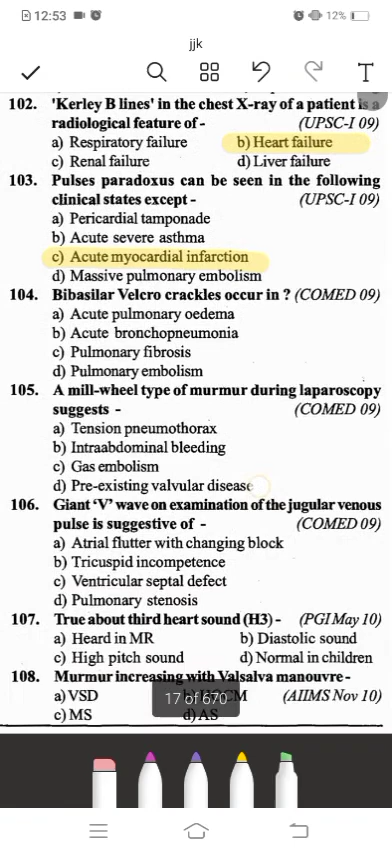 12:53
12%
jjk
T
102. 'Kerley B lines' in the chest X-ray of a patient is a
radiological feature of - (UPSC-I 09)
a) Respiratory failure b) Heart failure
c) Renal failure d) Liver failure
103. Pulses paradoxus can be seen in the following
clinical states except - (UPSC-I 09)
a) Pericardial tamponade
b) Acute severe asthma
c) Acute myocardial infarction
d) Massive pulmonary embolism
104. Bibasilar Velcro crackles occur in ? (COMED 09)
a) Acute pulmonary oedema
b) Acute bronchopneumonia
c) Pulmonary fibrosis
d) Pulmonary embolism
105. A mill-wheel type of murmur during laparoscopy
suggests - (COMED 09)
a) Tension pneumothorax
b) Intraabdominal bleeding
c) Gas embolism
d) Pre-existing valvular disease
106. Giant ‘V’ wave on examination of the jugular venous
pulse is suggestive of - (COMED 09)
a) Atrial flutter with changing block
b) Tricuspid incompetence
c) Ventricular septal defect
d) Pulmonary stenosis
107. True about third heart sound (H3) - (PGI May 10)
a) Heard in MR b) Diastolic sound
c) High pitch sound d) Normal in children
108. Murmur increasing with Valsalva manouvre -
a) VSD b) HOCM (AIIMS Nov 10)
17 of 670
c) MS d) AS